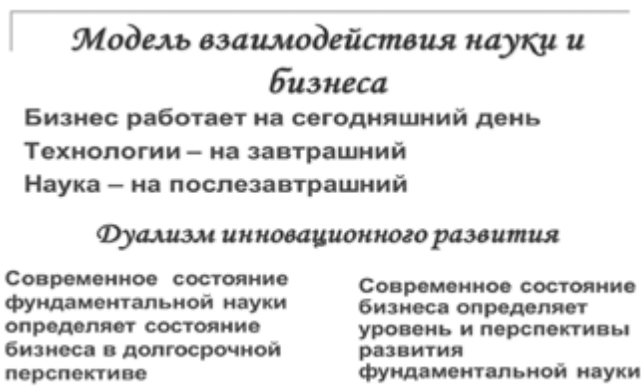 Модель взаимодействия науки и
бизнеса
Бизнес работает на сегодняшний день
Технологии – на завтрашний
Наука – на послезавтрашний
Дуализм инновационного развития
Современное состояние
фундаментальной науки
определяет состояние
бизнеса в долгосрочной
перспективе
Современное состояние
бизнеса определяет
уровень и перспективы
развития
фундаментальной науки